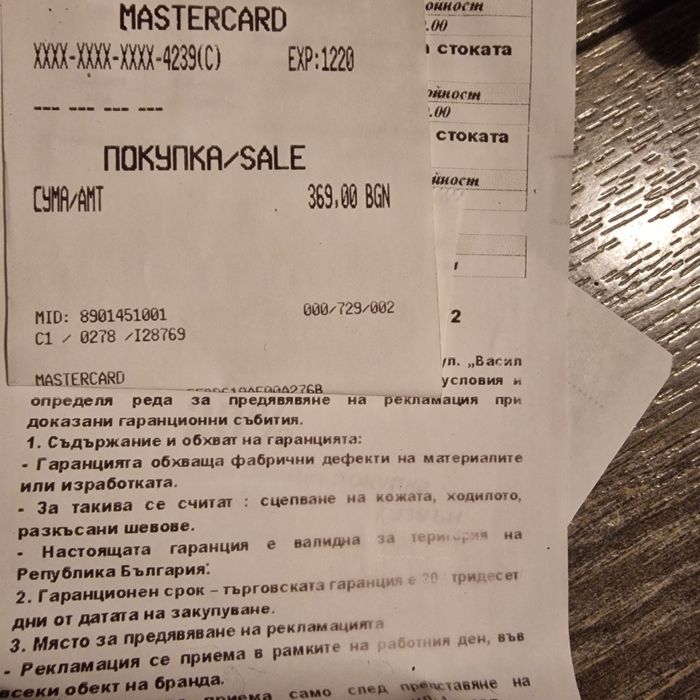 MASTERCARD
XXXX-XXXX-XXXX-4239(C) EXP:1220
--- --- --- ---
ПОКУПКА/SALE
СУМА/AMT 369.00 BGN
MID: 8901451001 000/729/002
C1 / 0278 /I28769
MASTERCARD
.00
стоката
.00
стоката
2
ул. „Васил
условия и
определя реда за предявяване на рекламация при
доказани гаранционни събития.
1. Съдържание и обхват на гаранцията:
- Гаранцията обхваща фабрични дефекти на материалите
или изработката.
- За такива се считат : сцепване на кожата, ходилото,
разкъсани шевове.
- Настоящата гаранция е валидна за територия на
Република България.
2. Гаранционен срок – търговската гаранция е 30 тридесет
дни от датата на закупуване.
3. Място за предявяване на рекламацията
- Рекламация се приема в рамките на работния ден, във
всеки обект на бранда.
приема само след представяне на